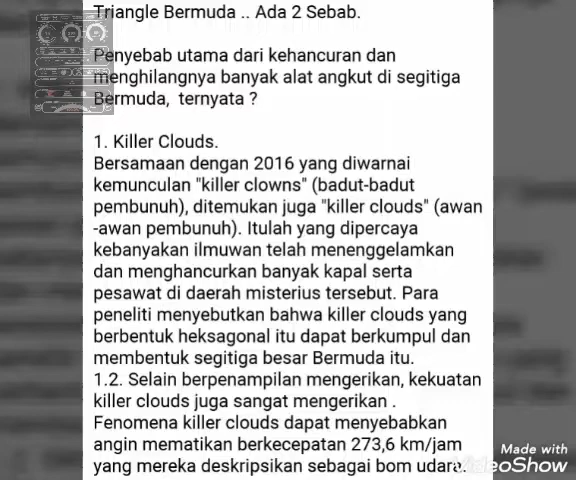 Triangle Bermuda .. Ada 2 Sebab.
Penyebab utama dari kehancuran dan
menghilangnya banyak alat angkut di segitiga
Bermuda, ternyata ?
1. Killer Clouds.
Bersamaan dengan 2016 yang diwarnai
kemunculan "killer clowns" (badut-badut
pembunuh), ditemukan juga "killer clouds" (awan
-awan pembunuh). Itulah yang dipercaya
kebanyakan ilmuwan telah menenggelamkan
dan menghancurkan banyak kapal serta
pesawat di daerah misterius tersebut. Para
peneliti menyebutkan bahwa killer clouds yang
berbentuk heksagonal itu dapat berkumpul dan
membentuk segitiga besar Bermuda itu.
1.2. Selain berpenampilan mengerikan, kekuatan
killer clouds juga sangat mengerikan .
Fenomena killer clouds dapat menyebabkan
angin mematikan berkecepatan 273,6 km/jam
yang mereka deskripsikan sebagai bom udara.
Made with
VideoShow